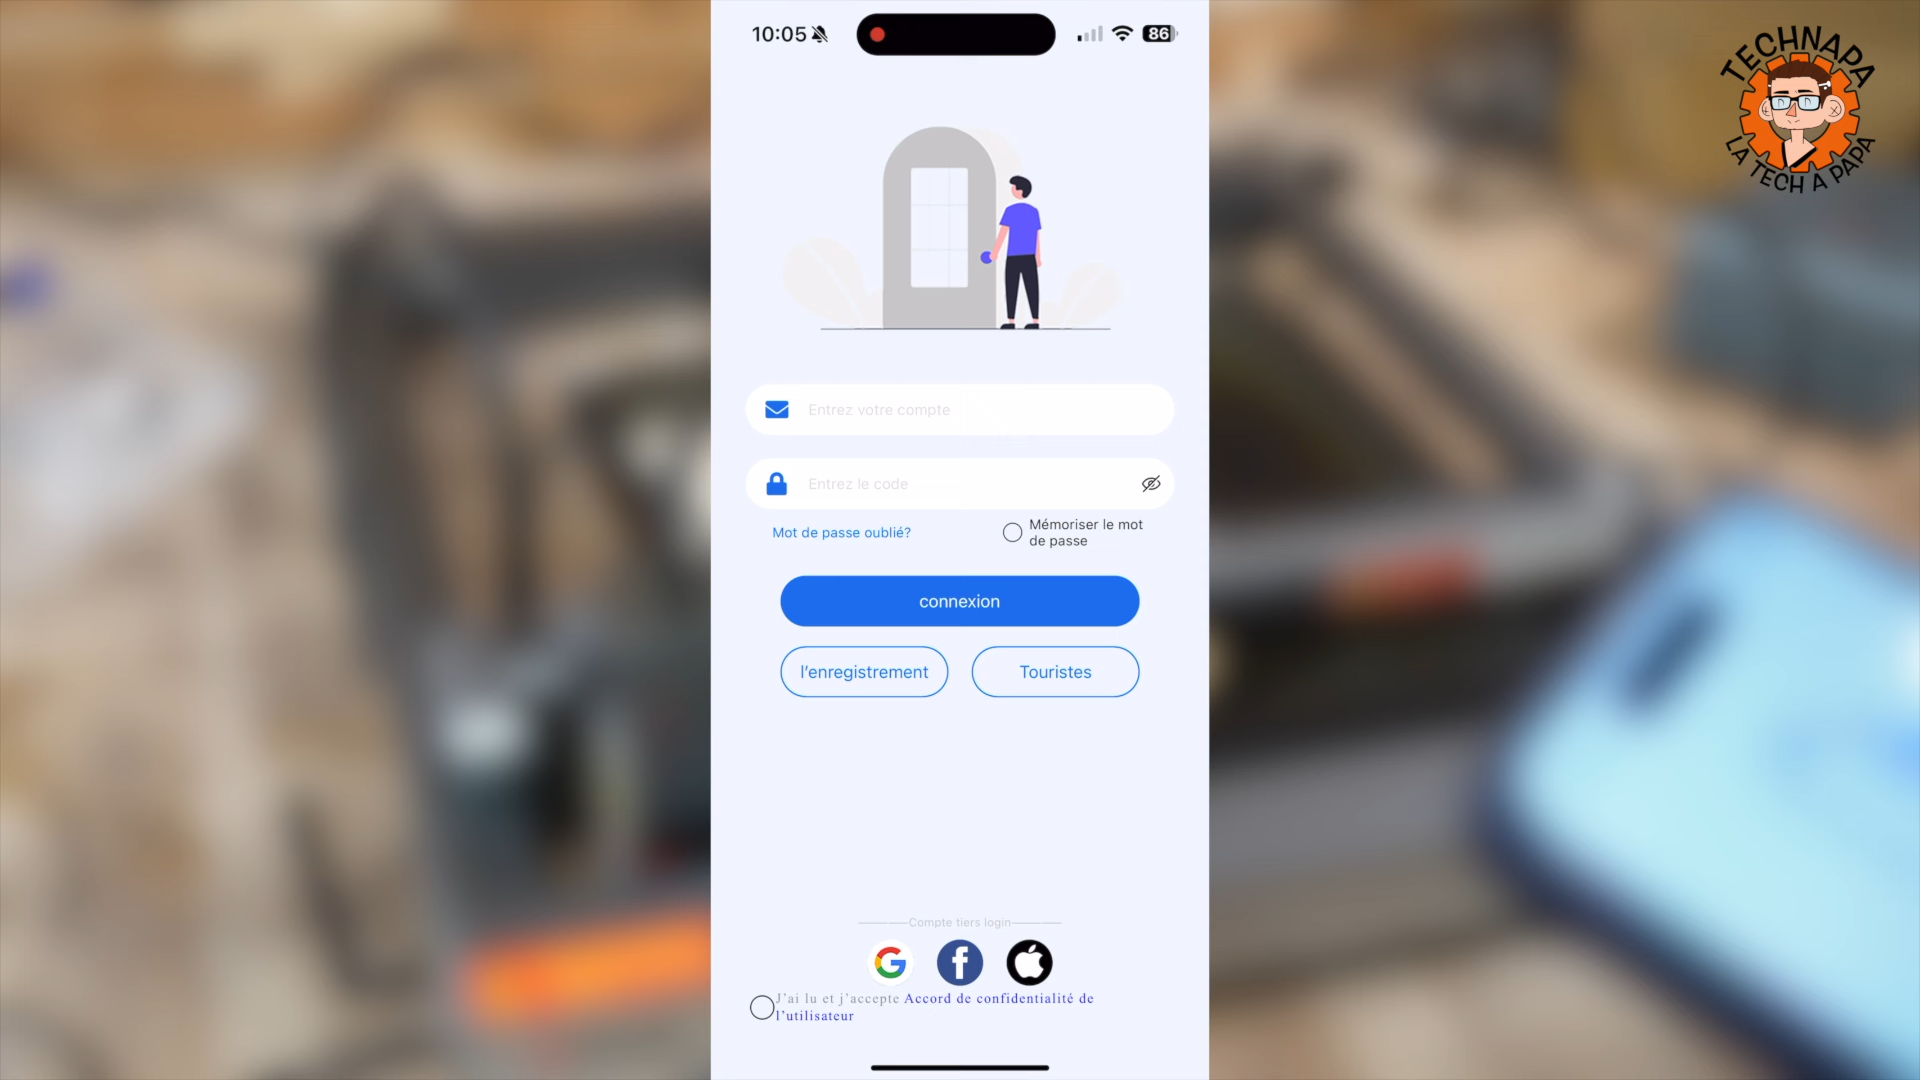 10:05
86
TECHNAPA
LA TECH A PAPA
Entrez votre compte
Entrez le code
Mot de passe oublié?
Mémoriser le mot
de passe
connexion
l'enregistrement
Touristes
Compte tiers login
J'ai lu et j'accepte Accord de confidentialité de
l'utilisateur